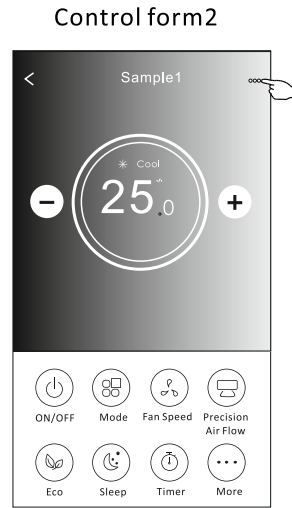 Control form2
Sample1
Cool
25.0
ON/OFF Mode Fan Speed Precision
Air Flow
Eco Sleep Timer More